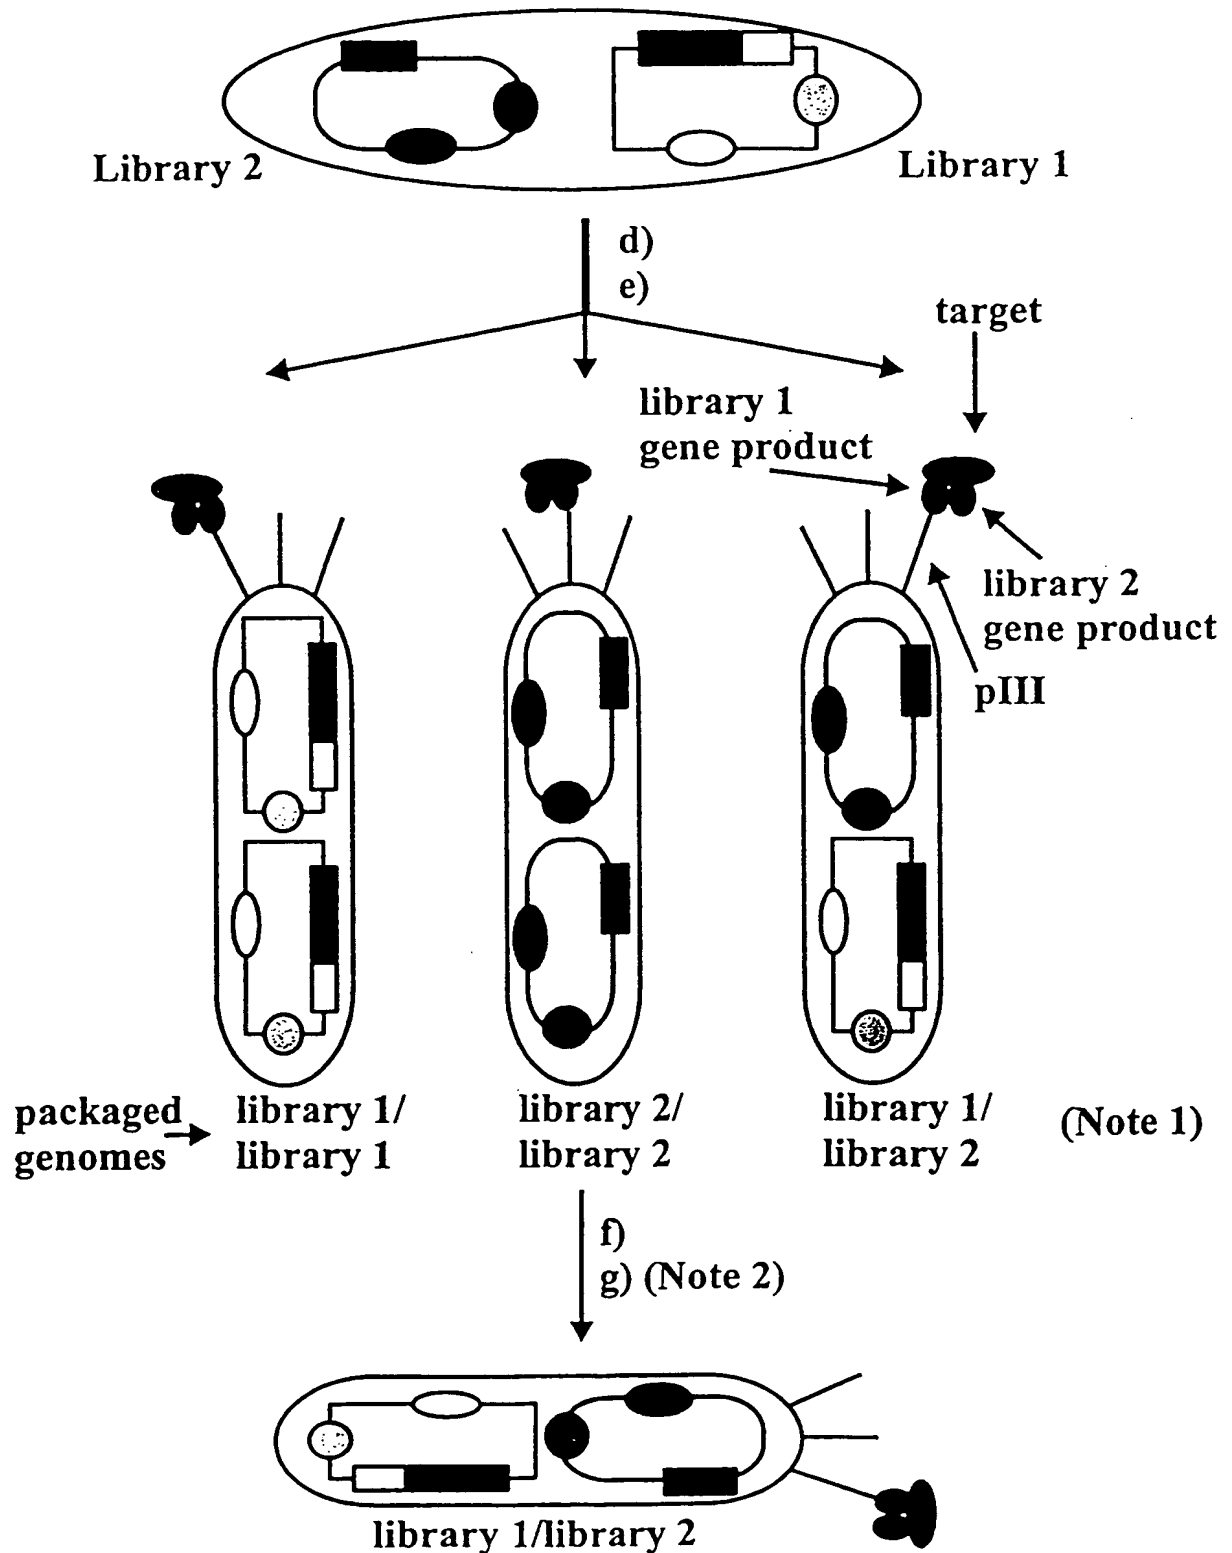 Library 2
Library 1
d)
e)
target
library 1
gene product
library 2
gene product
pIII
packaged
genomes
library 1/
library 1
library 2/
library 2
library 1/
library 2
(Note 1)
f)
g) (Note 2)
library 1/library 2